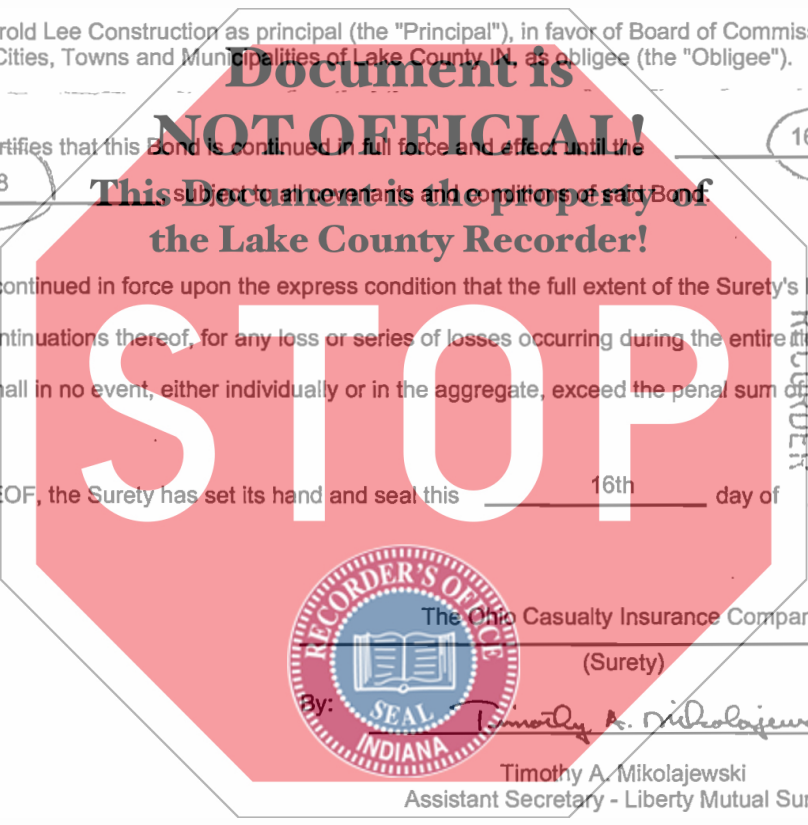 rold Lee Construction as principal (the "Principal"), in favor of Board of Commiss
Cities, Towns and Municipalities of Lake County IN, as obligee (the "Obligee").
Document is
NOT OFFICIAL!
rtifies that this Bond is continued in full force and effect until the 16
This Document is the property of
8 , subject to all covenants and conditions of said Bond.
the Lake County Recorder!
continued in force upon the express condition that the full extent of the Surety's
ntinuations thereof, for any loss or series of losses occurring during the entire
hall in no event, either individually or in the aggregate, exceed the penal sum of
RECORDER
STOP
EOF, the Surety has set its hand and seal this 16th day of
RECORDER'S OFFICE
SEAL
INDIANA
The Ohio Casualty Insurance Compan
(Surety)
By: Timothy A. Mikolajews
Timothy A. Mikolajewski
Assistant Secretary - Liberty Mutual Sur